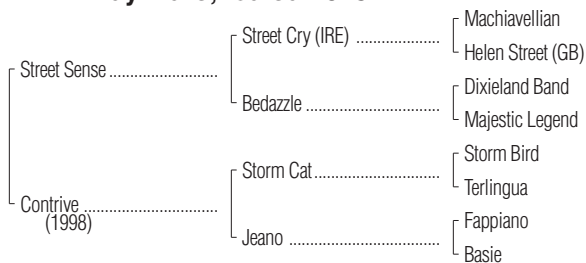 Machiavellian
Street Cry (IRE) ........................
Helen Street (GB)
Street Sense ...............................
Dixieland Band
Bedazzle ......................................
Majestic Legend
Storm Bird
Storm Cat....................................
Terlingua
Contrive ......................................
(1998)
Fappiano
Jeano ...........................................
Basie